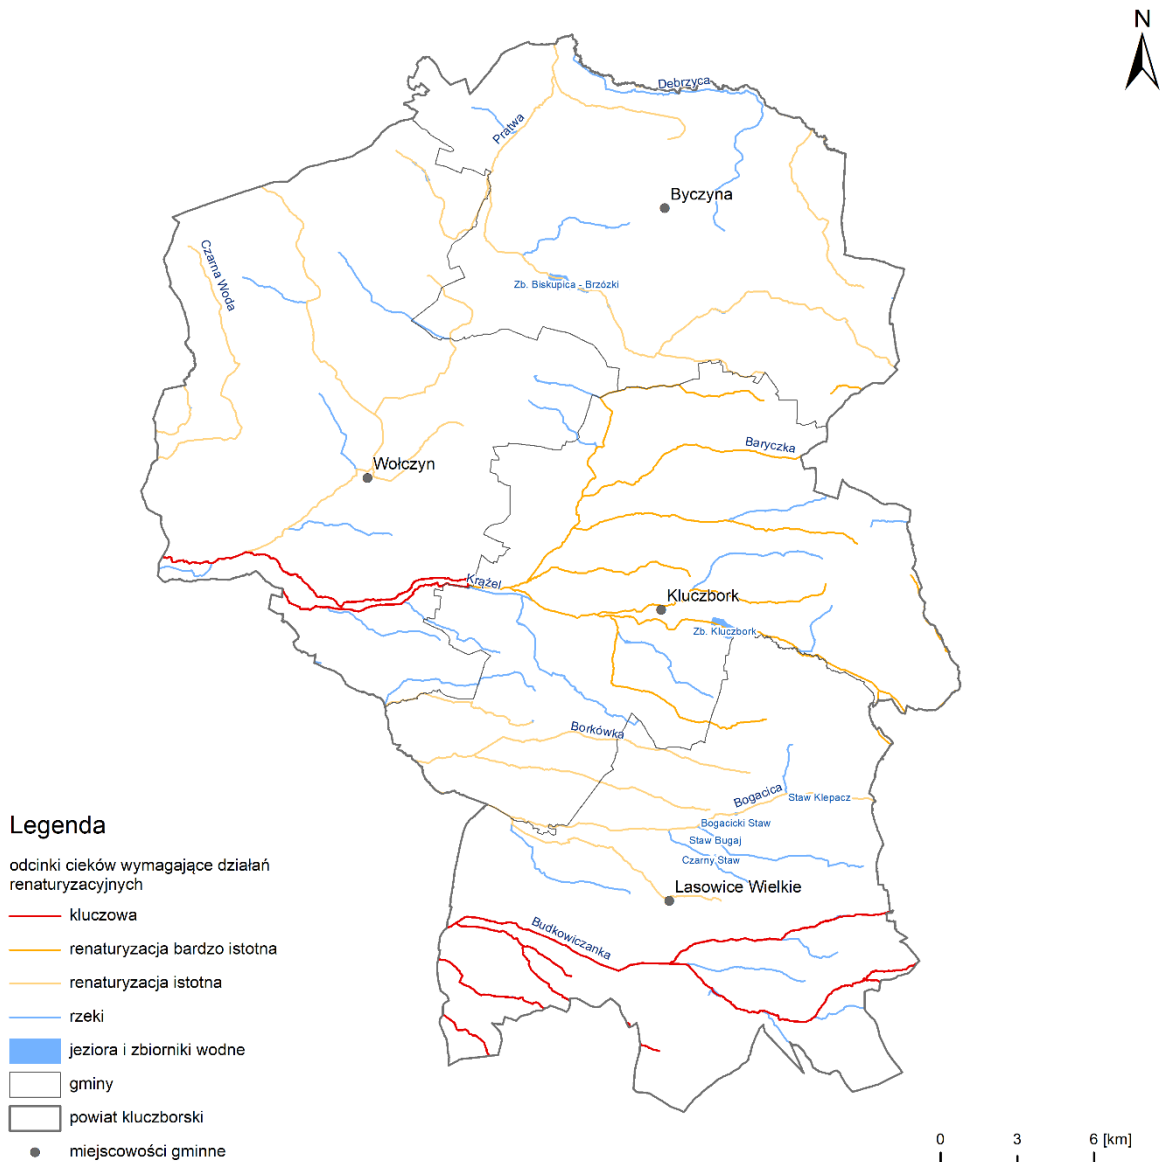 N
Debrzyca
Pratwa
Byczyna
Czarna Woda
Zb. Biskupica - Brzózki
Baryczka
Wołczyn
Krążel
Kluczbork
Zb. Kluczbork
Borkówka
Bogacica
Staw Klepacz
Bogacicki Staw
Staw Bugaj
Czarny Staw
Lasowice Wielkie
Budkowiczanka
Legenda
odcinki cieków wymagające działań
renaturyzacyjnych
kluczowa
renaturyzacja bardzo istotna
renaturyzacja istotna
rzeki
jeziora i zbiorniki wodne
gminy
powiat kluczborski
miejscowości gminne
0 3 6 [km]